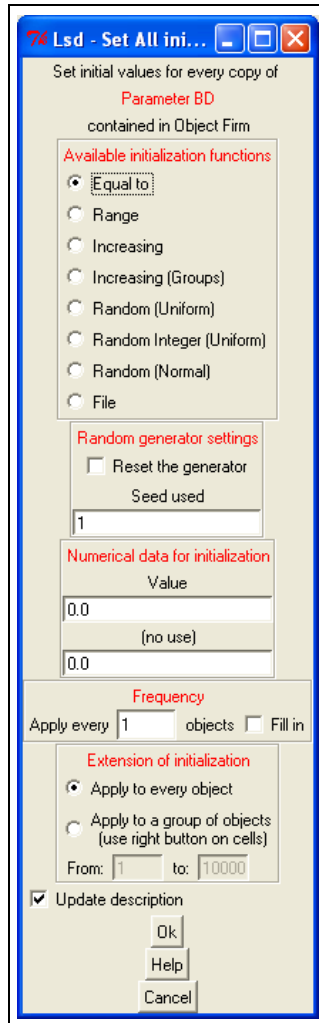 Lsd - Set All ini...
Set initial values for every copy of
Parameter BD
contained in Object Firm
Available initialization functions
Equal to
Range
Increasing
Increasing (Groups)
Random (Uniform)
Random Integer (Uniform)
Random (Normal)
File
Random generator settings
Reset the generator
Seed used
1
Numerical data for initialization
Value
0.0
(no use)
0.0
Frequency
Apply every 1 objects Fill in
Extension of initialization
Apply to every object
Apply to a group of objects
(use right button on cells)
From: 1 to: 10000
Update description
Ok
Help
Cancel